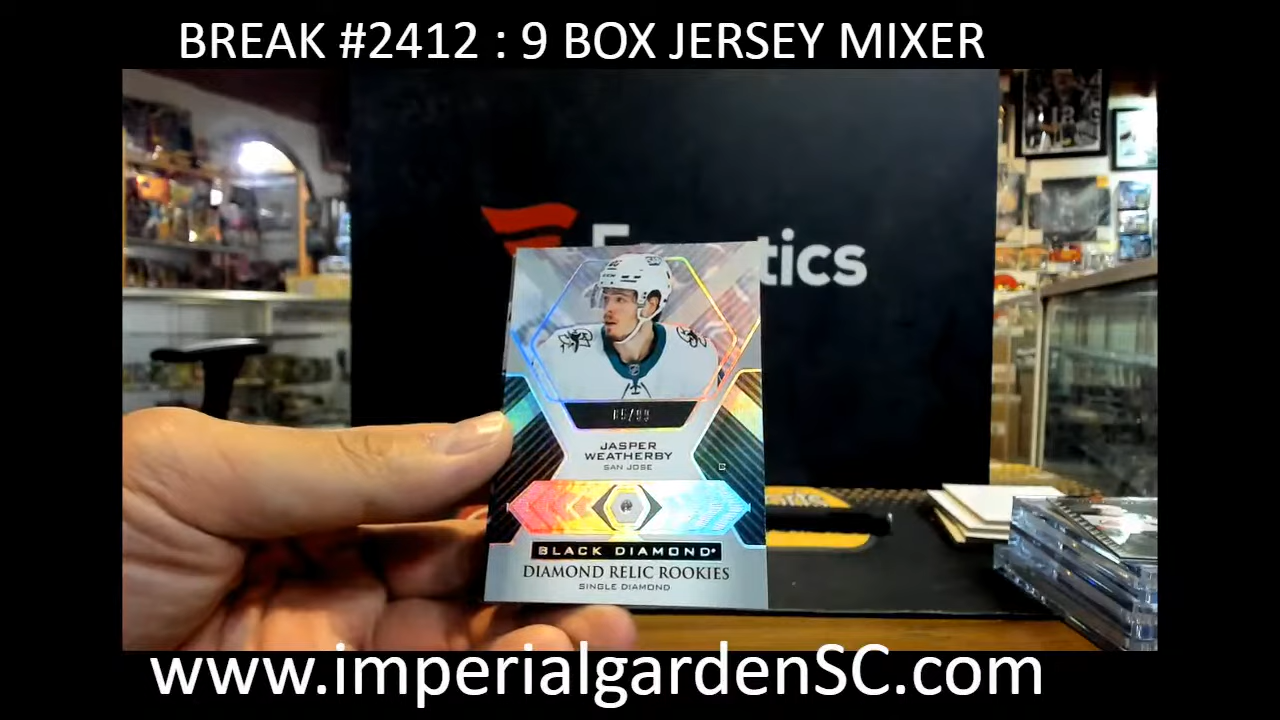 BREAK #2412 : 9 BOX JERSEY MIXER
tics
JASPER
WEATHERBY
SAN JOSE
BLACK DIAMOND
DIAMOND RELIC ROOKIES
SINGLE DIAMOND
www.imperialgardenSC.com